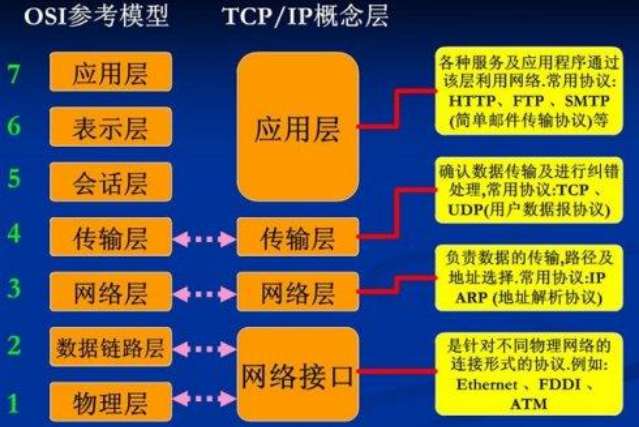 OSI参考模型
TCP/IP概念层
7
应用层
6
表示层
5
会话层
4
传输层
3
网络层
2
数据链路层
1
物理层
应用层
传输层
网络层
网络接口
各种服务及应用程序通过
该层利用网络.常用协议:
HTTP、FTP 、SMTP
(简单邮件传输协议)等
确认数据传输及进行纠错
处理,常用协议:TCP 、
UDP(用户数据报协议)
负责数据的传输,路径及
地址选择.常用协议:IP
ARP (地址解析协议)
是针对不同物理网络的
连接形式的协议.例如:
Ethernet 、FDDI 、
ATM